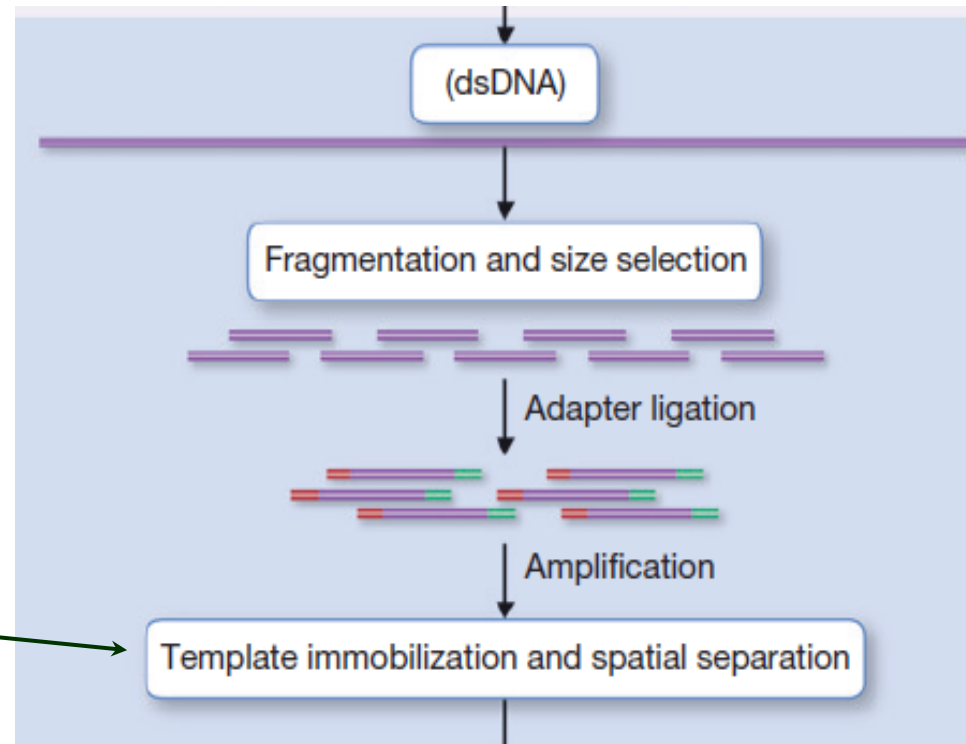 (dsDNA)
Fragmentation and size selection
Adapter ligation
Amplification
Template immobilization and spatial separation